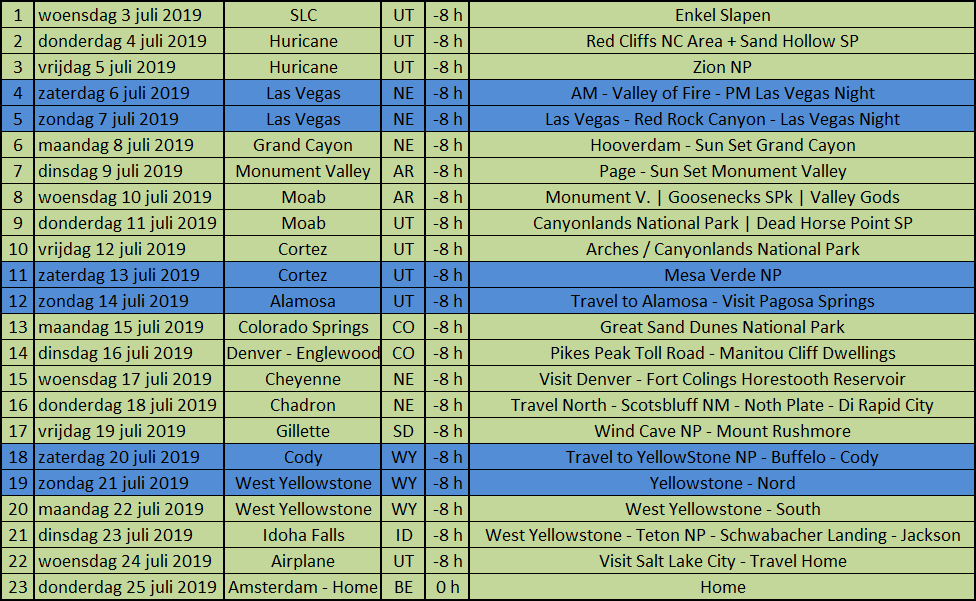 1 woensdag 3 juli 2019 SLC UT -8 h Enkel Slapen
2 donderdag 4 juli 2019 Huricane UT -8 h Red Cliffs NC Area + Sand Hollow SP
3 vrijdag 5 juli 2019 Huricane UT -8 h Zion NP
4 zaterdag 6 juli 2019 Las Vegas NE -8 h AM - Valley of Fire - PM Las Vegas Night
5 zondag 7 juli 2019 Las Vegas NE -8 h Las Vegas - Red Rock Canyon - Las Vegas Night
6 maandag 8 juli 2019 Grand Cayon NE -8 h Hooverdam - Sun Set Grand Cayon
7 dinsdag 9 juli 2019 Monument Valley AR -8 h Page - Sun Set Monument Valley
8 woensdag 10 juli 2019 Moab AR -8 h Monument V. | Goosenecks SPk | Valley Gods
9 donderdag 11 juli 2019 Moab UT -8 h Canyonlands National Park | Dead Horse Point SP
10 vrijdag 12 juli 2019 Cortez UT -8 h Arches / Canyonlands National Park
11 zaterdag 13 juli 2019 Cortez UT -8 h Mesa Verde NP
12 zondag 14 juli 2019 Alamosa UT -8 h Travel to Alamosa - Visit Pagosa Springs
13 maandag 15 juli 2019 Colorado Springs CO -8 h Great Sand Dunes National Park
14 dinsdag 16 juli 2019 Denver - Englewood CO -8 h Pikes Peak Toll Road - Manitou Cliff Dwellings
15 woensdag 17 juli 2019 Cheyenne NE -8 h Visit Denver - Fort Colings Horestooth Reservoir
16 donderdag 18 juli 2019 Chadron NE -8 h Travel North - Scotsbluff NM - Noth Plate - Di Rapid City
17 vrijdag 19 juli 2019 Gillette SD -8 h Wind Cave NP - Mount Rushmore
18 zaterdag 20 juli 2019 Cody WY -8 h Travel to YellowStone NP - Buffelo - Cody
19 zondag 21 juli 2019 West Yellowstone WY -8 h Yellowstone - Nord
20 maandag 22 juli 2019 West Yellowstone WY -8 h West Yellowstone - South
21 dinsdag 23 juli 2019 Idoha Falls ID -8 h West Yellowstone - Teton NP - Schwabacher Landing - Jackson
22 woensdag 24 juli 2019 Airplane UT -8 h Visit Salt Lake City - Travel Home
23 donderdag 25 juli 2019 Amsterdam - Home BE 0 h Home